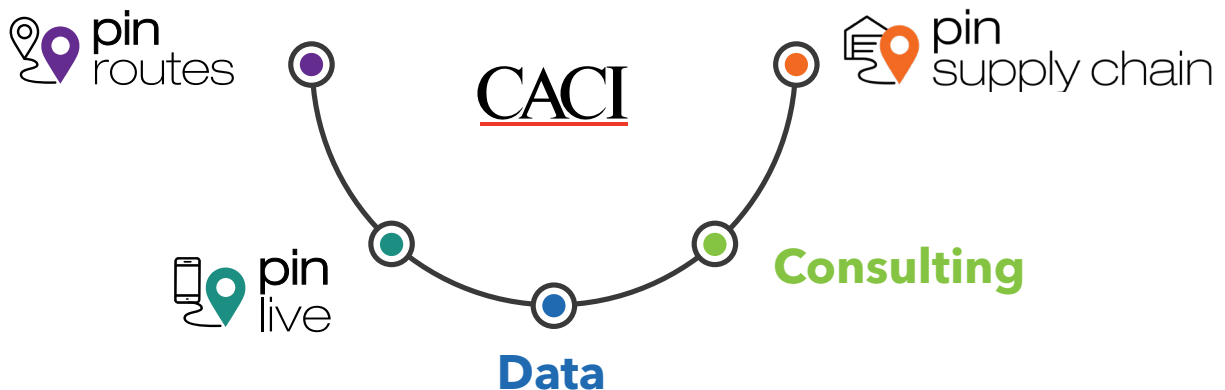 pin
routes
CACI
pin
supply chain
pin
live
Consulting
Data